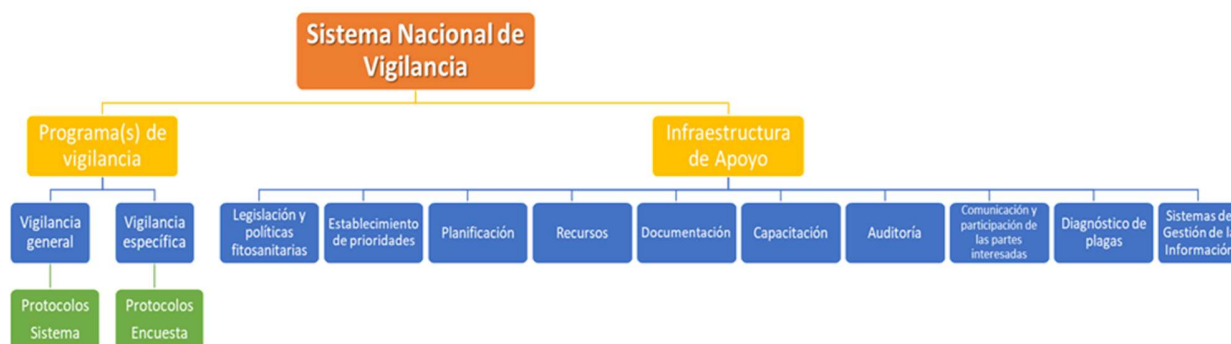 Sistema Nacional de
Vigilancia
Programa(s) de
vigilancia
Infraestructura
de Apoyo
Vigilancia
general
Vigilancia
específica
Legislación y
políticas
fitosanitarias
Establecimiento
de prioridades
Planificación
Recursos
Documentación
Capacitación
Auditoría
Comunicación y
participación de
las partes
interesadas
Diagnóstico de
plagas
Sistemas de
Gestión de la
Información
Protocolos
Sistema
Protocolos
Encuesta